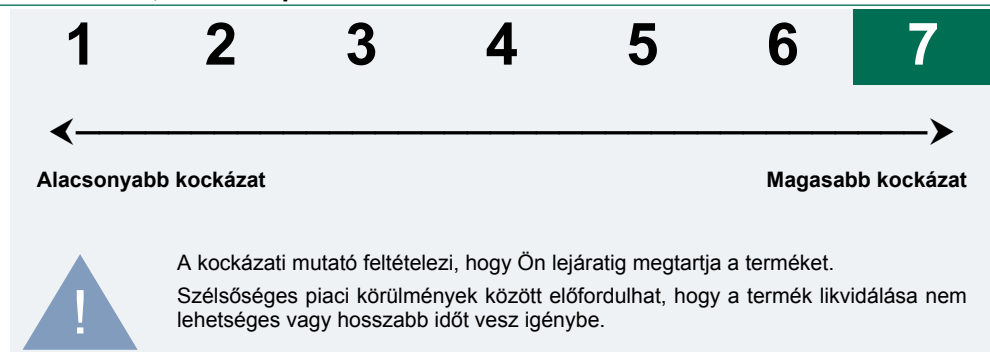 1 2 3 4 5 6 7
Alacsonyabb kockázat Magasabb kockázat
A kockázati mutató feltételezi, hogy Ön lejáratig megtartja a terméket.
Szélsőséges piaci körülmények között előfordulhat, hogy a termék likvidálása nem
lehetséges vagy hosszabb időt vesz igénybe.
!